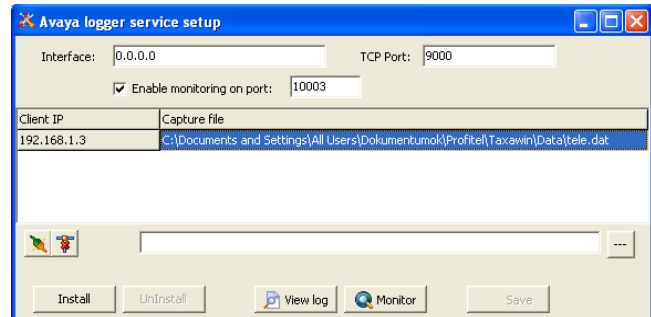 Avaya logger service setup
Interface: 0.0.0.0 TCP Port: 9000
Enable monitoring on port: 10003
Client IP Capture file
192.168.1.3 C:\Documents and Settings\All Users\Dokumentumok\Profitel\Taxawin\Data\tele.dat
---
Install UnInstall View log Monitor Save